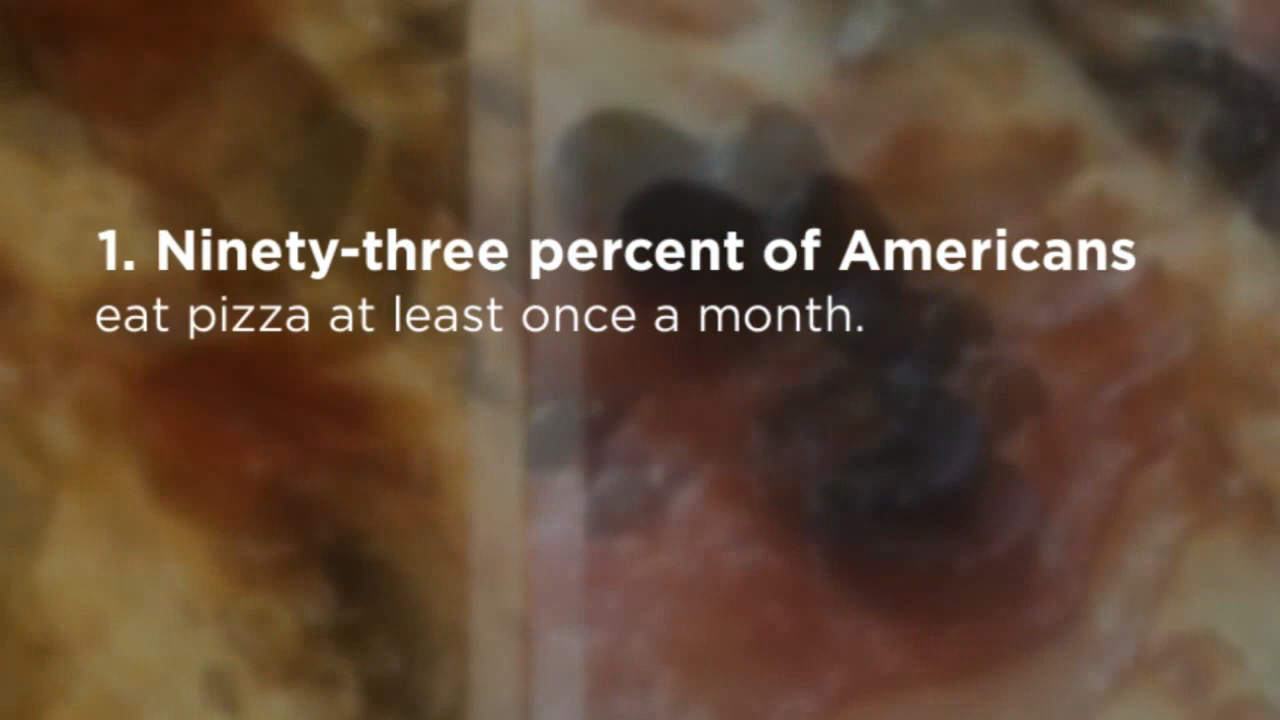 1. Ninety-three percent of Americans
eat pizza at least once a month.